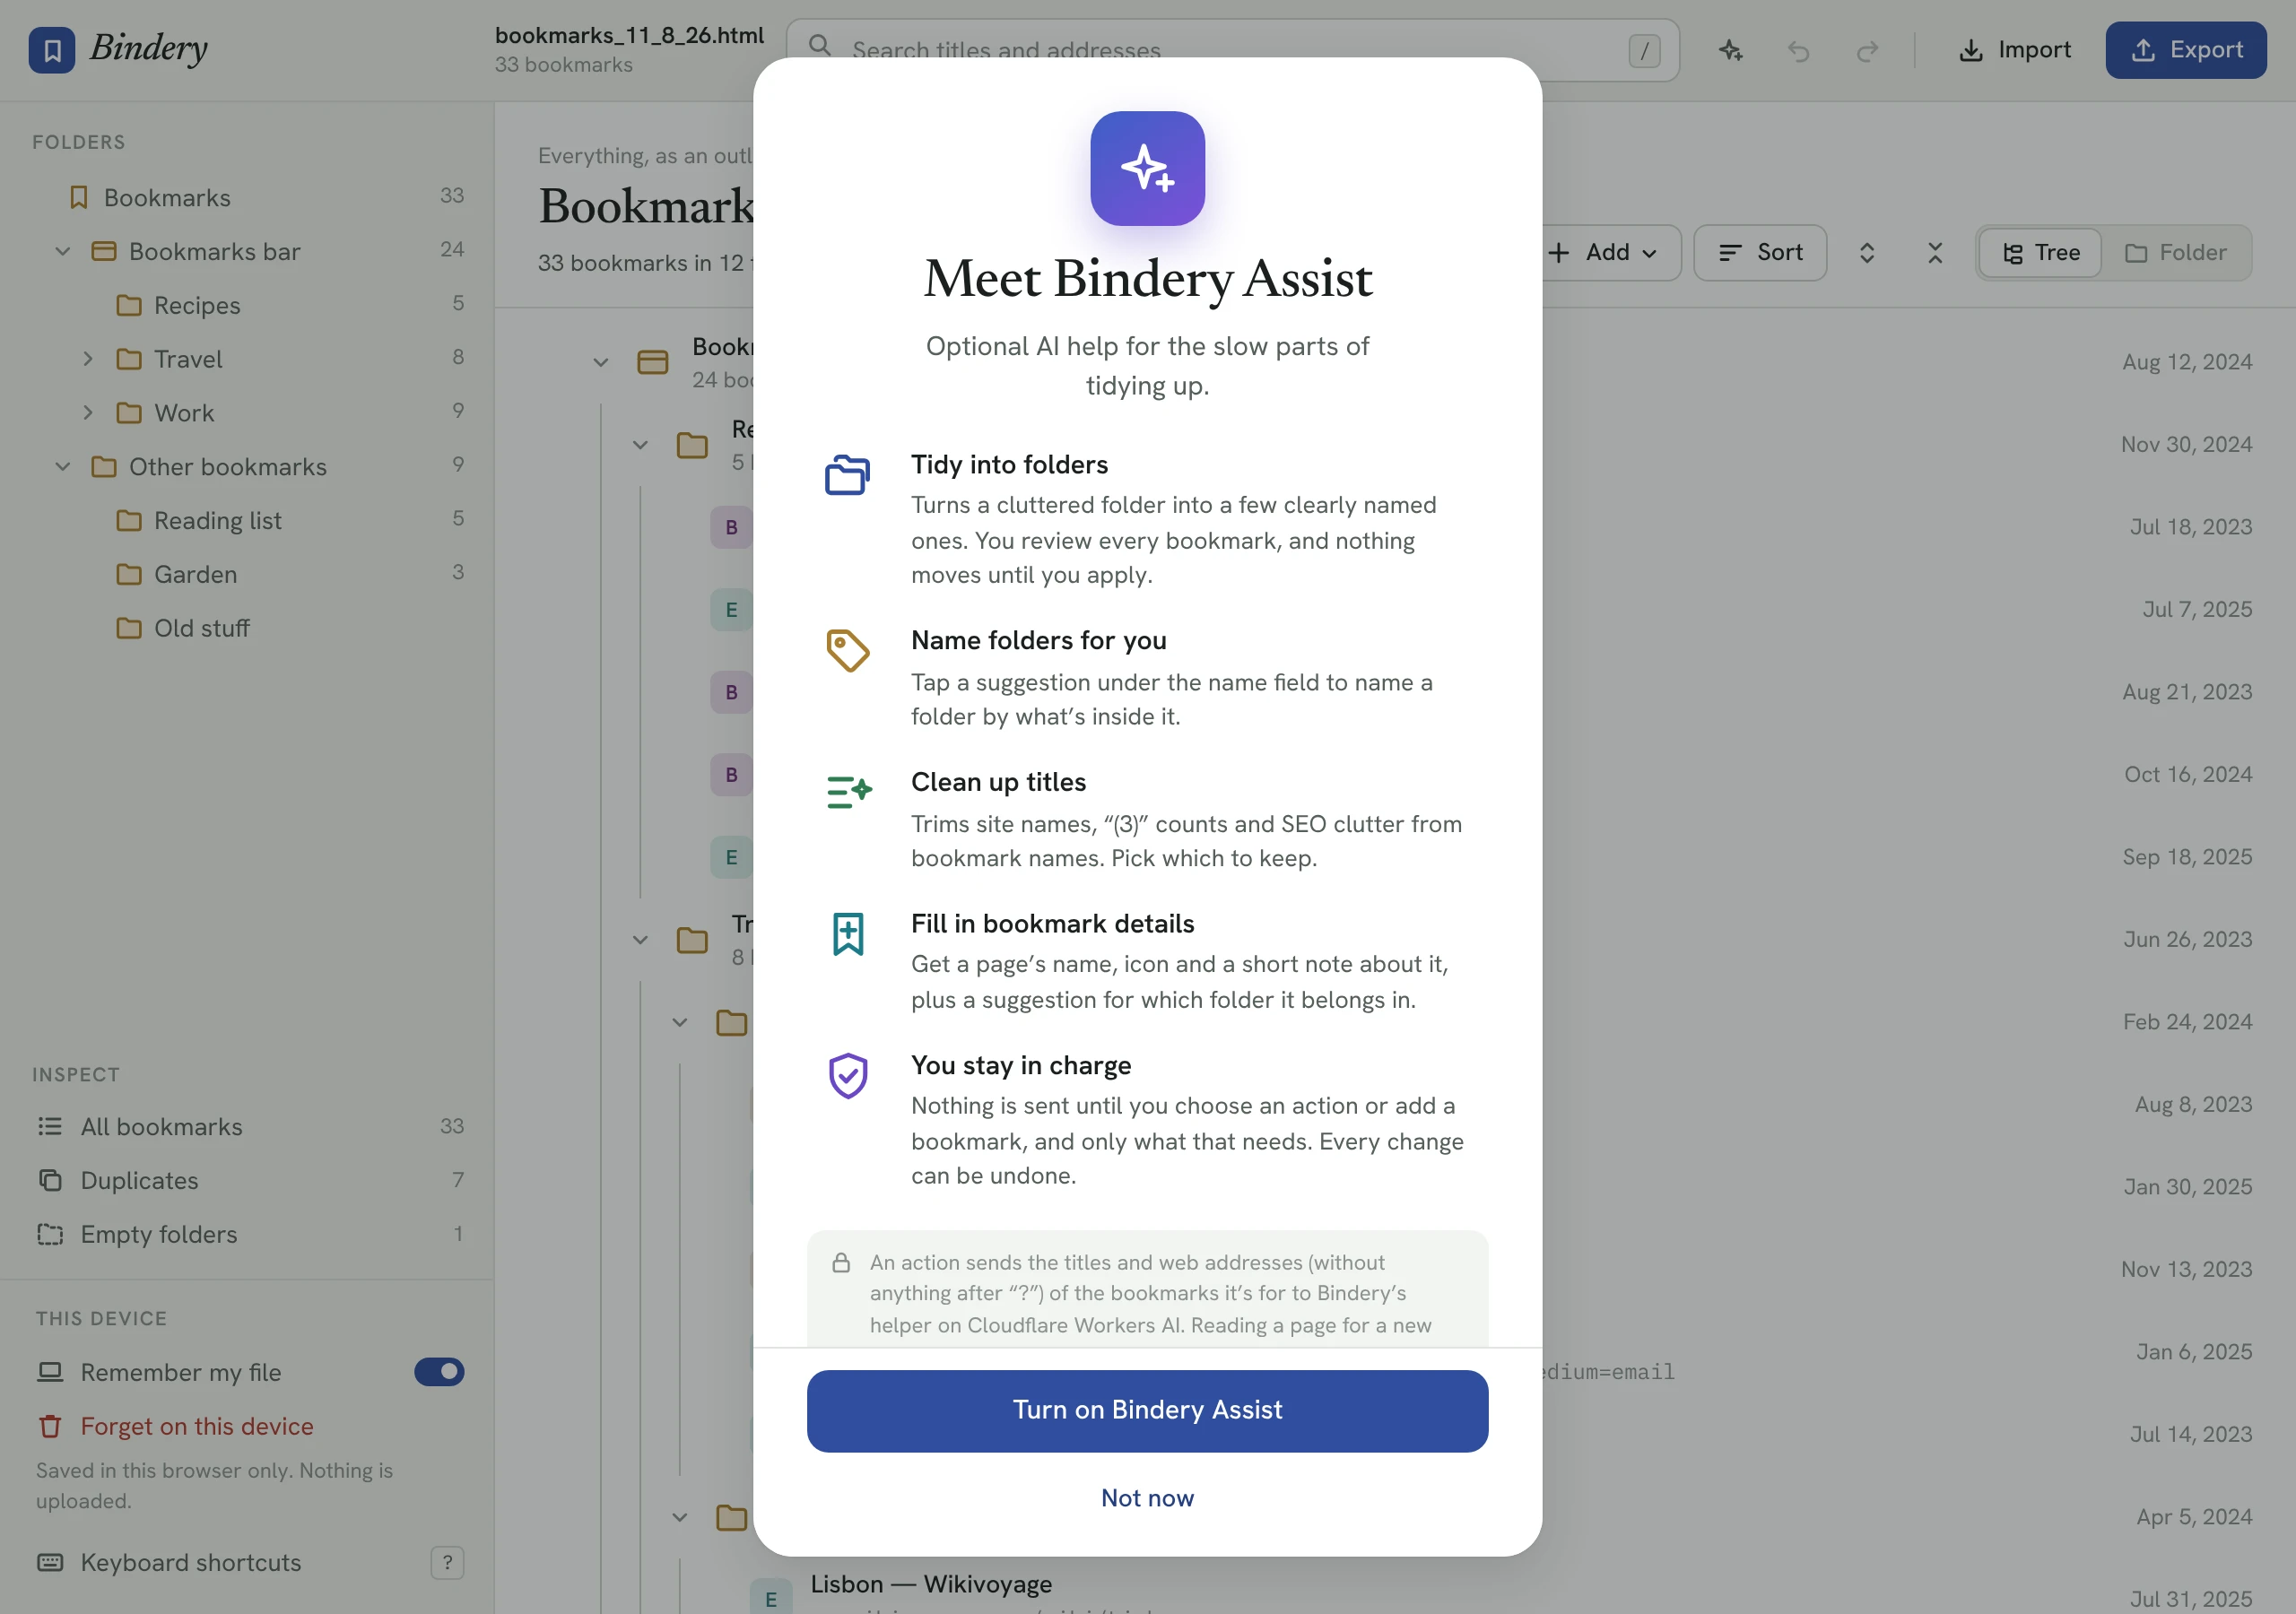 Bindery
bookmarks_11_8_26.html
33 bookmarks
Search titles and addresses
/
Import
Export
FOLDERS
Bookmarks 33
Bookmarks bar 24
Recipes 5
Travel 8
Work 9
Other bookmarks 9
Reading list 5
Garden 3
Old stuff
INSPECT
All bookmarks 33
Duplicates 7
Empty folders 1
THIS DEVICE
Remember my file
Forget on this device
Saved in this browser only. Nothing is
uploaded.
Keyboard shortcuts ?
Everything, as an
Bookmark
33 bookmarks in 12
Add
Sort
Tree
Folder
24
5
B
E
B
B
E
8
Aug 12, 2024
Nov 30, 2024
Jul 18, 2023
Jul 7, 2025
Aug 21, 2023
Oct 16, 2024
Sep 18, 2025
Jun 26, 2023
Feb 24, 2024
Aug 8, 2023
Jan 30, 2025
Nov 13, 2023
Jan 6, 2025
edium=email
Jul 14, 2023
Apr 5, 2024
E
Lisbon — Wikivoyage
Jul 31, 2025
Meet Bindery Assist
Optional AI help for the slow parts of
tidying up.
Tidy into folders
Turns a cluttered folder into a few clearly named
ones. You review every bookmark, and nothing
moves until you apply.
Name folders for you
Tap a suggestion under the name field to name a
folder by what’s inside it.
Clean up titles
Trims site names, “(3)” counts and SEO clutter from
bookmark names. Pick which to keep.
Fill in bookmark details
Get a page’s name, icon and a short note about it,
plus a suggestion for which folder it belongs in.
You stay in charge
Nothing is sent until you choose an action or add a
bookmark, and only what that needs. Every change
can be undone.
An action sends the titles and web addresses (without
anything after “?”) of the bookmarks it’s for to Bindery’s
helper on Cloudflare Workers AI. Reading a page for a new
Turn on Bindery Assist
Not now